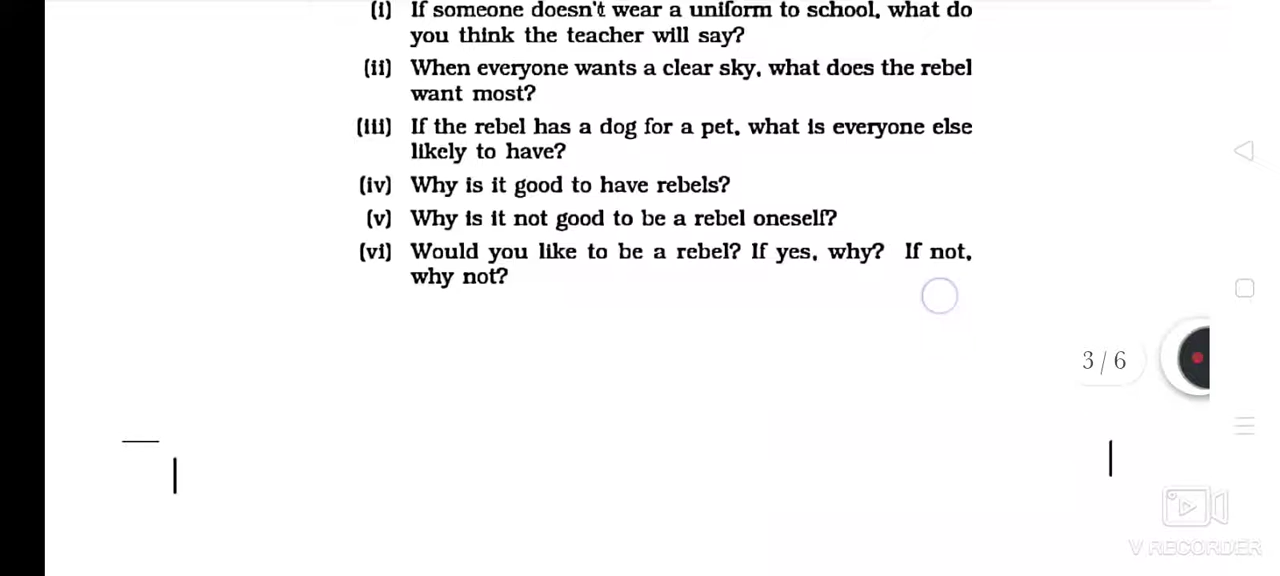 (i) If someone doesn't wear a uniform to school, what do
you think the teacher will say?
(ii) When everyone wants a clear sky, what does the rebel
want most?
(iii) If the rebel has a dog for a pet, what is everyone else
likely to have?
(iv) Why is it good to have rebels?
(v) Why is it not good to be a rebel oneself?
(vi) Would you like to be a rebel? If yes, why? If not,
why not?
3 / 6
V RECORDER